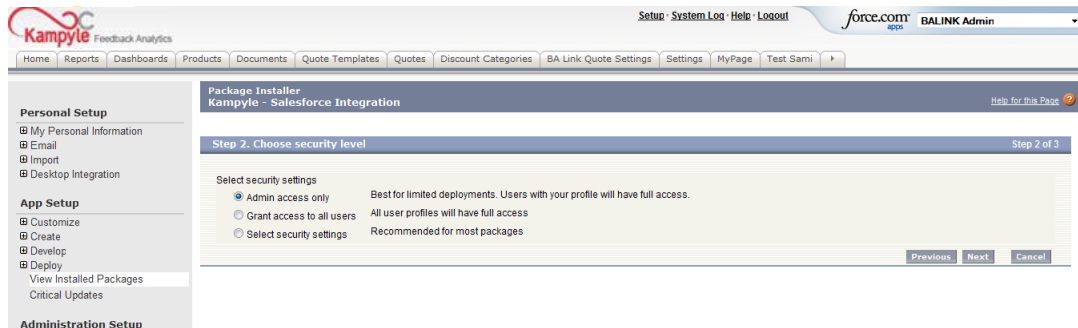 Kampyle Feedback Analytics
Setup · System Log · Help · Logout
force.com apps
BALINK Admin
Home Reports Dashboards Products Documents Quote Templates Quotes Discount Categories BA Link Quote Settings Settings MyPage Test Sami
Personal Setup
My Personal Information
Email
Import
Desktop Integration
App Setup
Customize
Create
Develop
Deploy
View Installed Packages
Critical Updates
Administration Setup
Package Installer
Kampyle - Salesforce Integration
Help for this Page ?
Step 2. Choose security level Step 2 of 3
Select security settings
Admin access only Best for limited deployments. Users with your profile will have full access.
Grant access to all users All user profiles will have full access
Select security settings Recommended for most packages
Previous Next Cancel